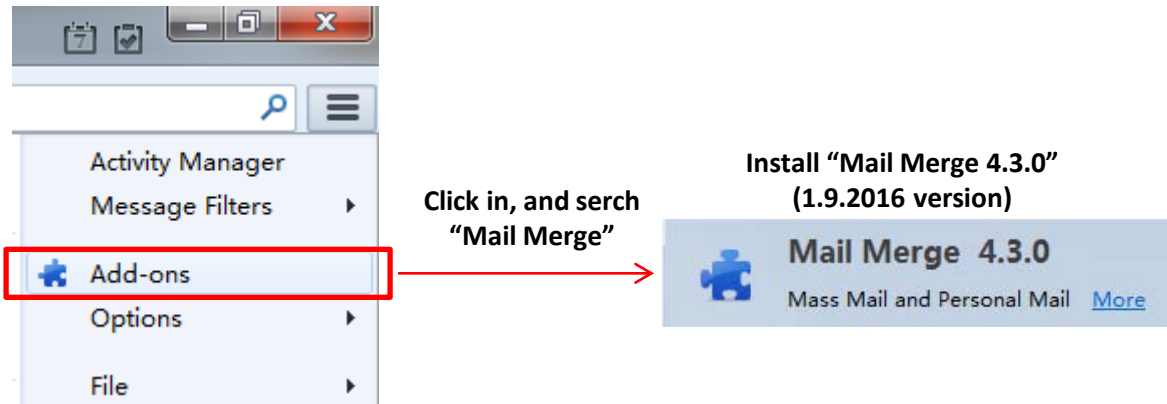 7
Activity Manager
Message Filters
Add-ons
Options
File
Click in, and serch
“Mail Merge”
Install “Mail Merge 4.3.0”
(1.9.2016 version)
Mail Merge 4.3.0
Mass Mail and Personal Mail More